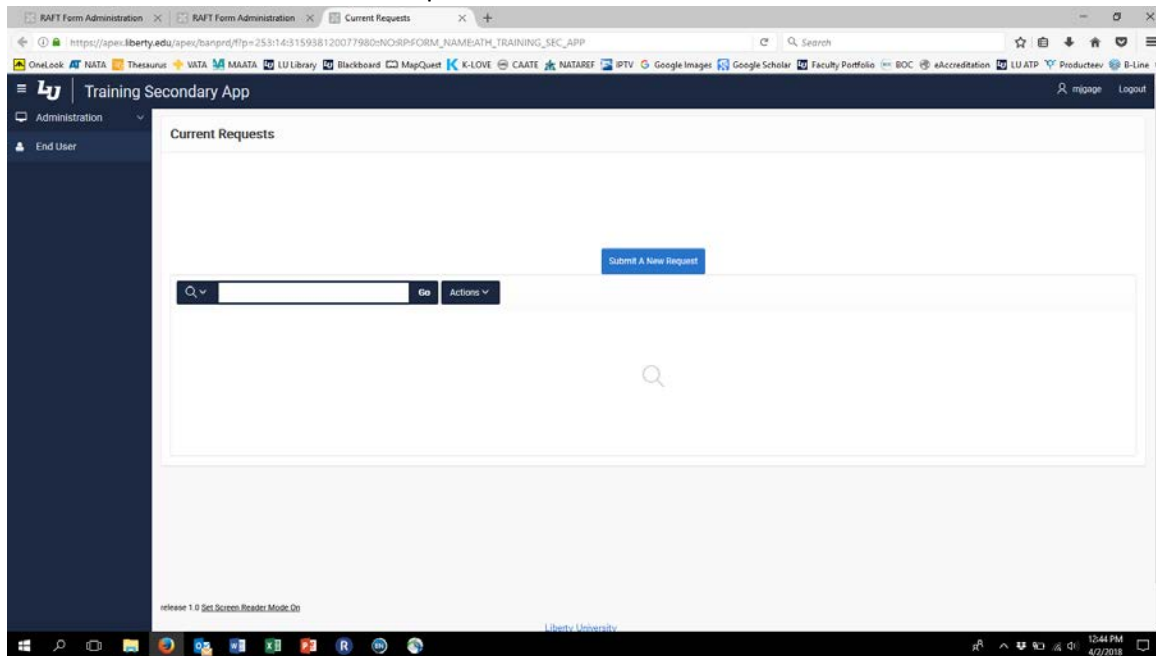 RAFT Form Administration × RAFT Form Administration × Current Requests × +
https://apex.liberty.edu/apex/banprd/f?p=253:14:315938120077980::NO:RP:FORM_NAME:ATH_TRAINING_SEC_APP Search
OneLook NATA Thesaurus VATA MAATA LU Library Blackboard MapQuest K-LOVE CAATE NATAREF IPTV Google Images Google Scholar Faculty Portfolio BOC eAccreditation LU ATP Producteev B-Line
LU Training Secondary App mjgage Logout
Administration
Current Requests
End User
Submit A New Request
Go Actions
release 1.0 Set Screen Reader Mode On
Liberty University
12:44 PM
4/2/2018